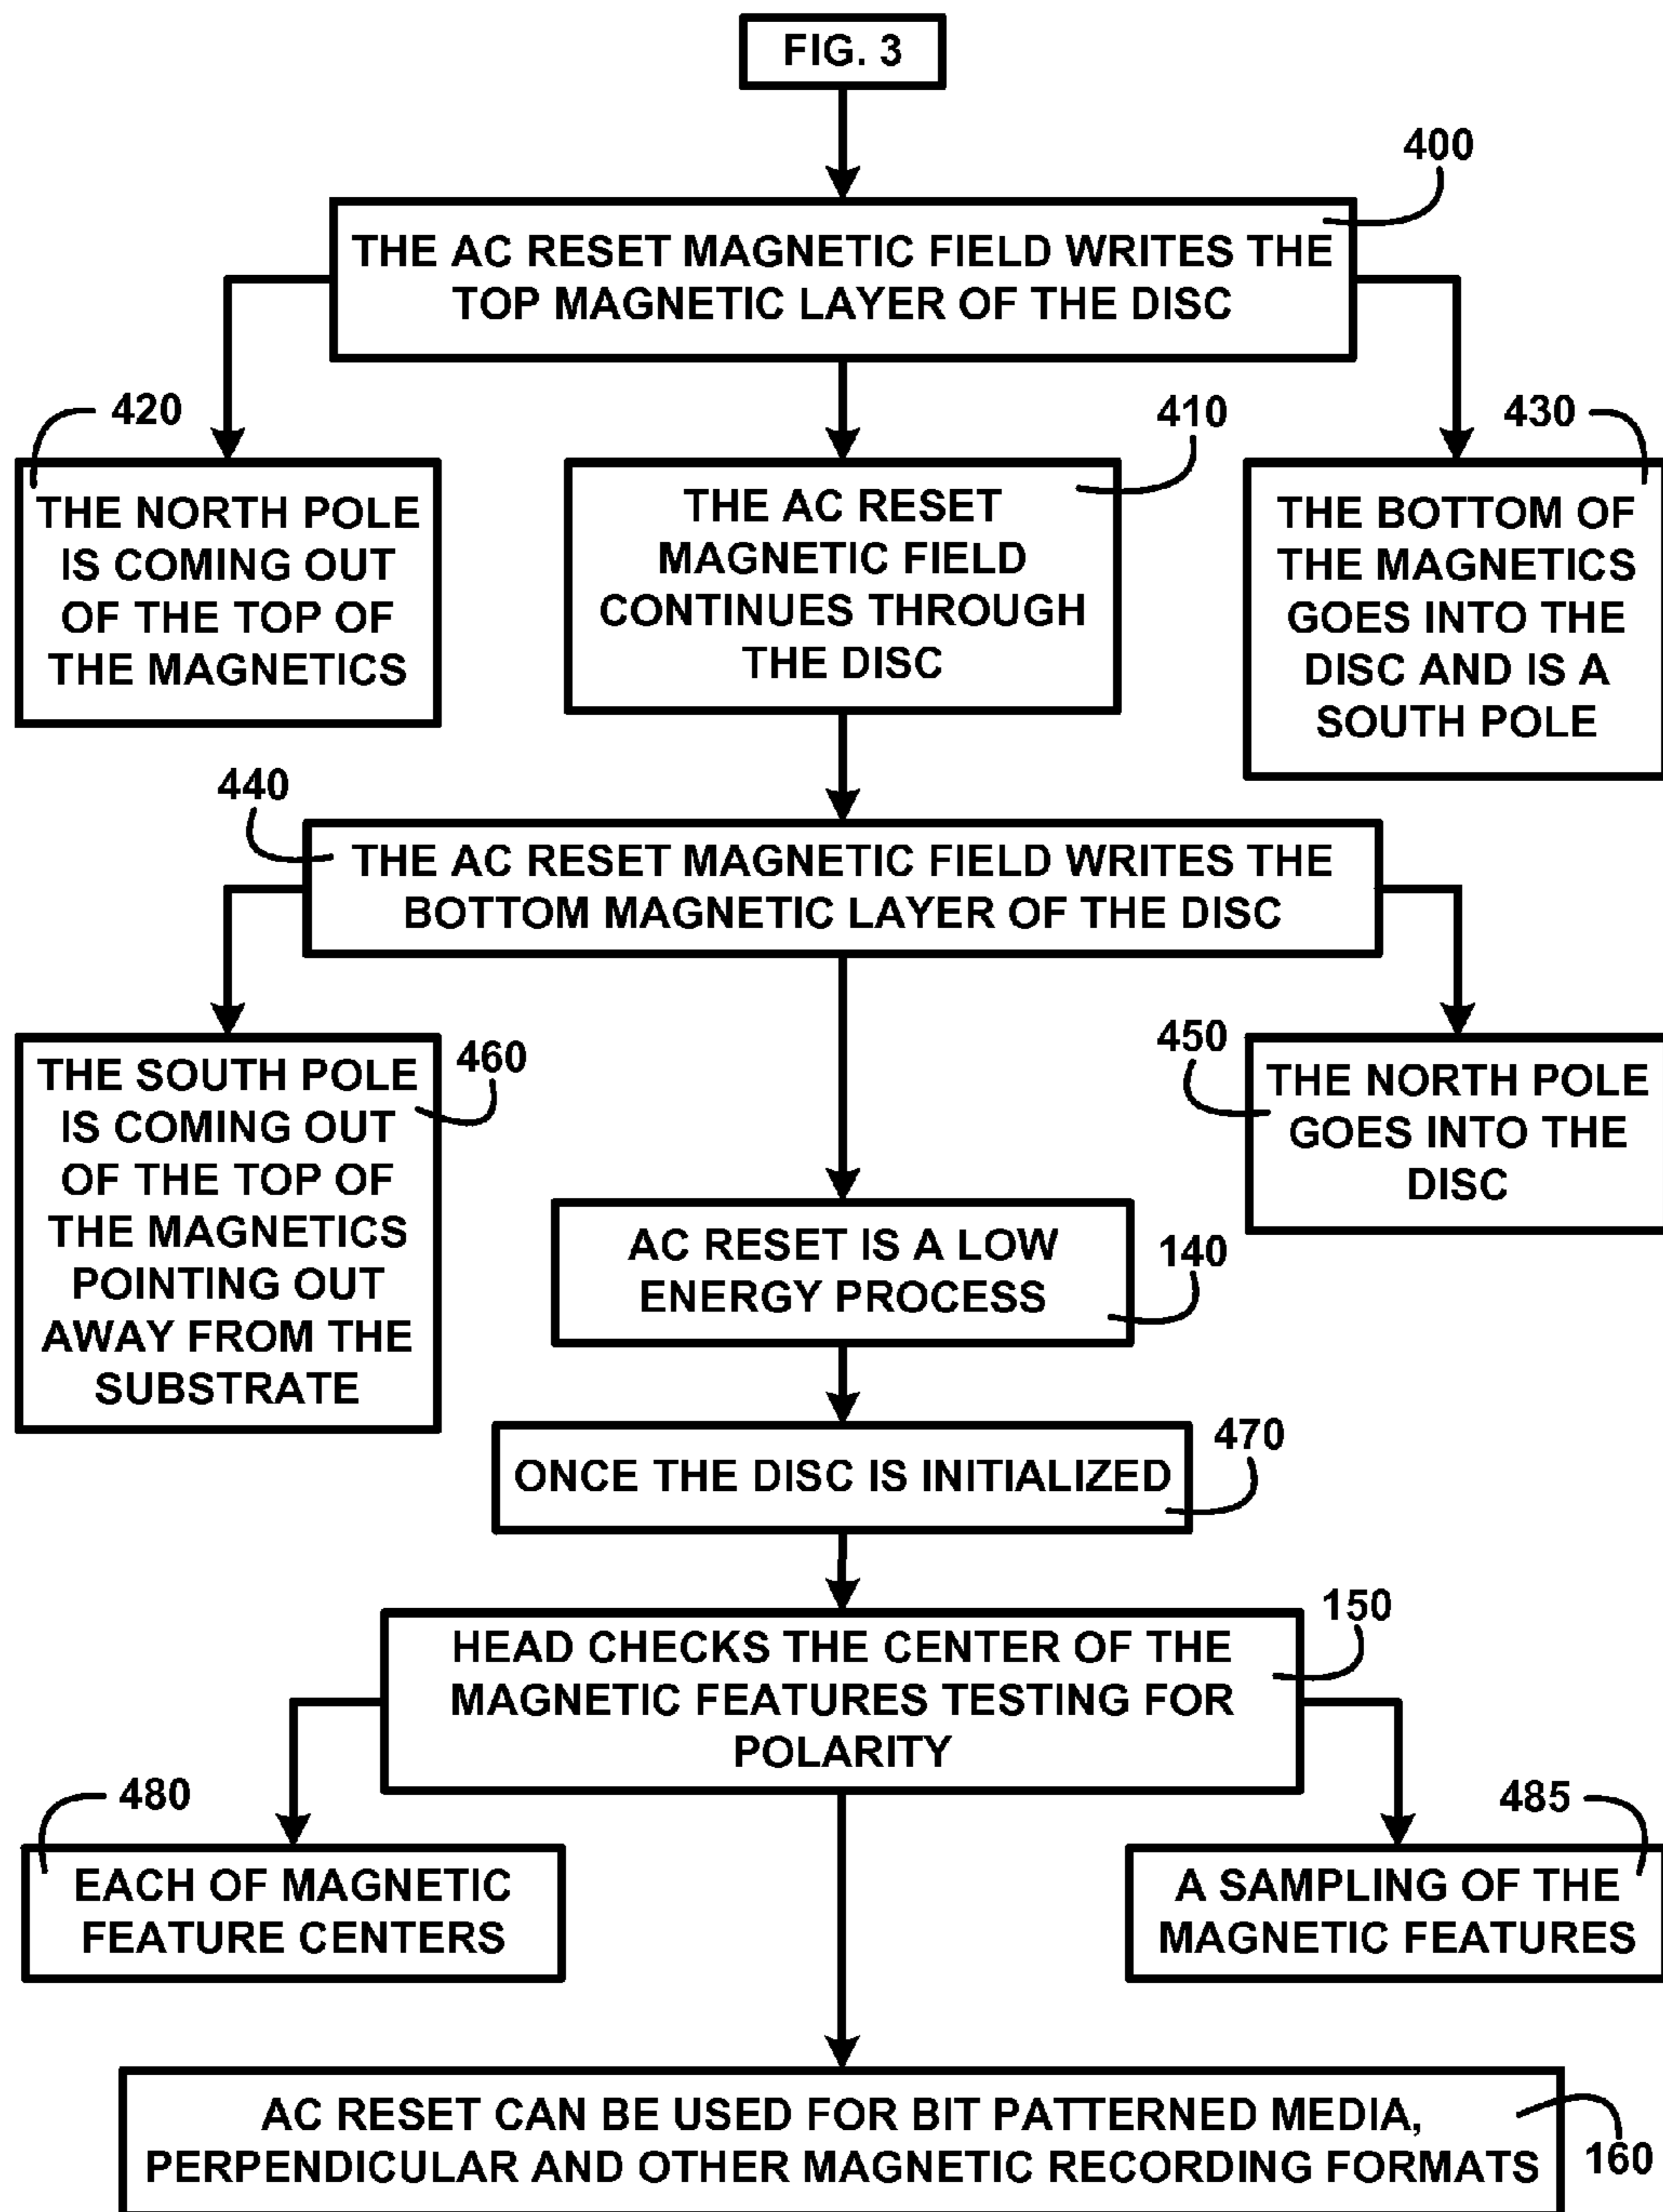 FIG. 3
400
THE AC RESET MAGNETIC FIELD WRITES THE
TOP MAGNETIC LAYER OF THE DISC
420
THE NORTH POLE
IS COMING OUT
OF THE TOP OF
THE MAGNETICS
410
THE AC RESET
MAGNETIC FIELD
CONTINUES THROUGH
THE DISC
430
THE BOTTOM OF
THE MAGNETICS
GOES INTO THE
DISC AND IS A
SOUTH POLE
440
THE AC RESET MAGNETIC FIELD WRITES THE
BOTTOM MAGNETIC LAYER OF THE DISC
460
THE SOUTH POLE
IS COMING OUT
OF THE TOP OF
THE MAGNETICS
POINTING OUT
AWAY FROM THE
SUBSTRATE
450
THE NORTH POLE
GOES INTO THE
DISC
AC RESET IS A LOW
ENERGY PROCESS
140
ONCE THE DISC IS INITIALIZED
470
HEAD CHECKS THE CENTER OF THE
MAGNETIC FEATURES TESTING FOR
POLARITY
150
480
EACH OF MAGNETIC
FEATURE CENTERS
485
A SAMPLING OF THE
MAGNETIC FEATURES
AC RESET CAN BE USED FOR BIT PATTERNED MEDIA,
PERPENDICULAR AND OTHER MAGNETIC RECORDING FORMATS
160